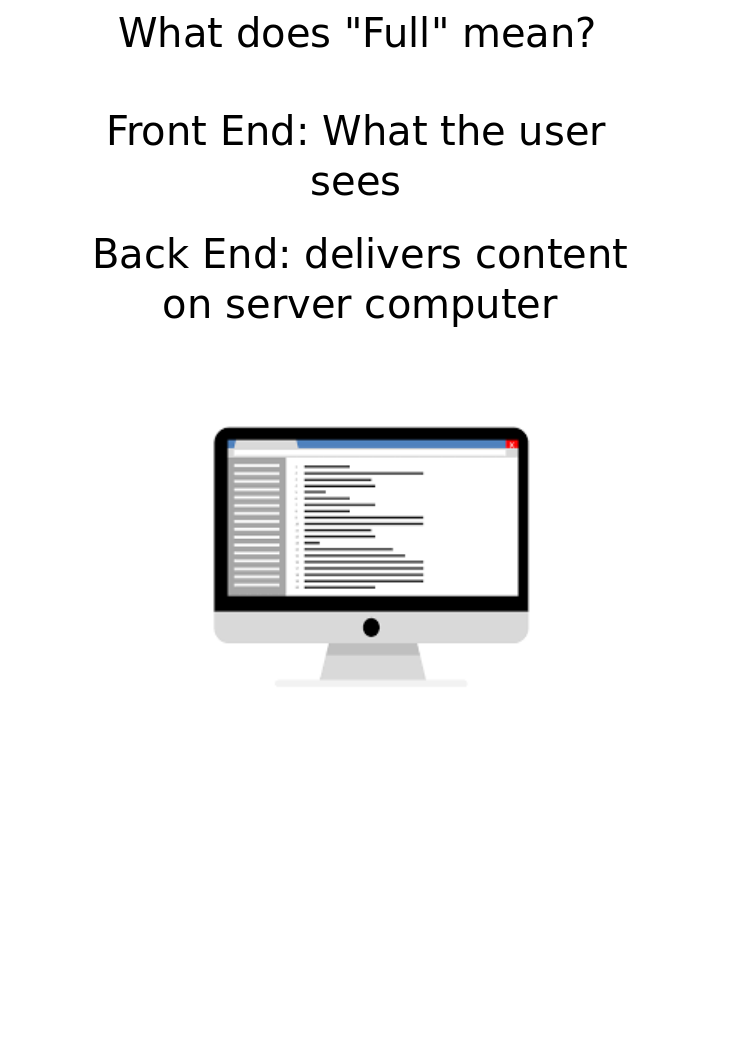 What does "Full" mean?
Front End: What the user
sees
Back End: delivers content
on server computer